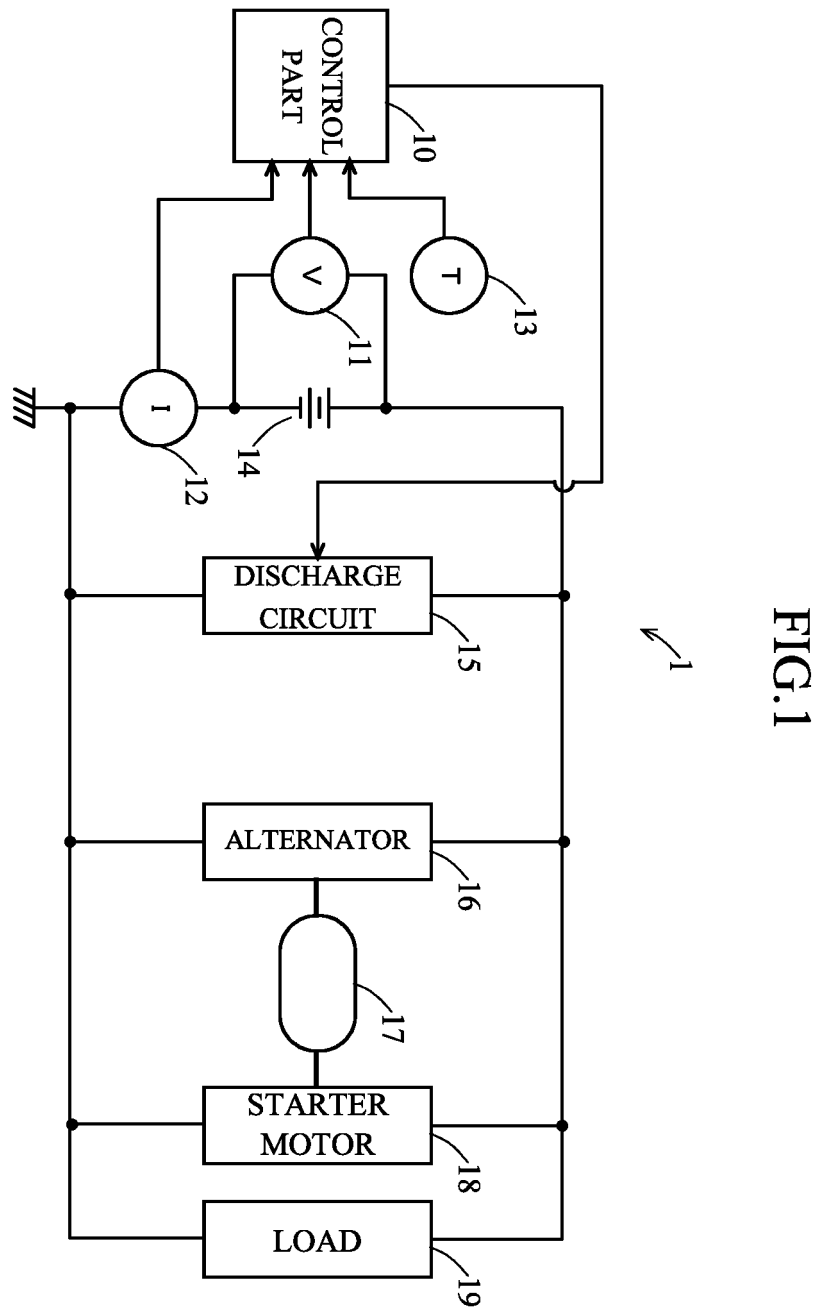 FIG.1
1
CONTROL
PART
10
T
13
V
11
I
12
14
DISCHARGE
CIRCUIT
15
ALTERNATOR
16
17
STARTER
MOTOR
18
LOAD
19